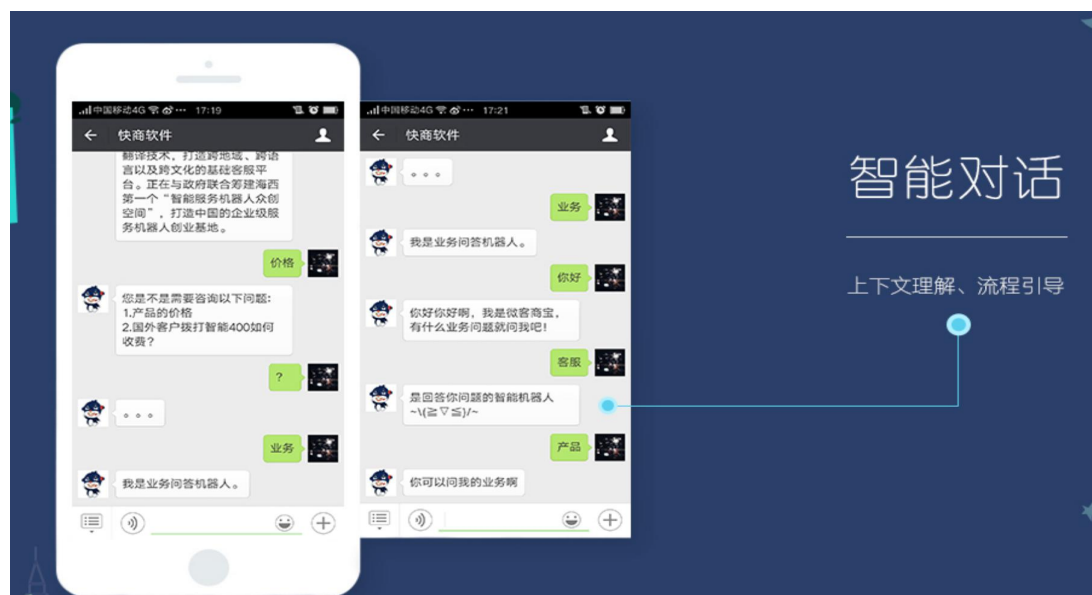 中国移动4G 17:19
快商软件
翻译技术，打造跨地域、跨语
言以及跨文化的基础客服平
台。正在与政府联合筹建海西
第一个“智能服务机器人众创
空间”，打造中国的企业级服
务机器人创业基地。
价格
您是不是需要咨询以下问题:
1.产品的价格
2.国外客户拨打智能400如何
收费？
？
。。。
业务
我是业务问答机器人。
中国移动4G 17:21
快商软件
。。。
业务
我是业务问答机器人。
你好
你好你好啊，我是微客商宝，
有什么业务问题就问我吧！
客服
是回答你问题的智能机器人
~\(≧▽≦)/~
产品
你可以问我的业务啊
智能对话
上下文理解、流程引导